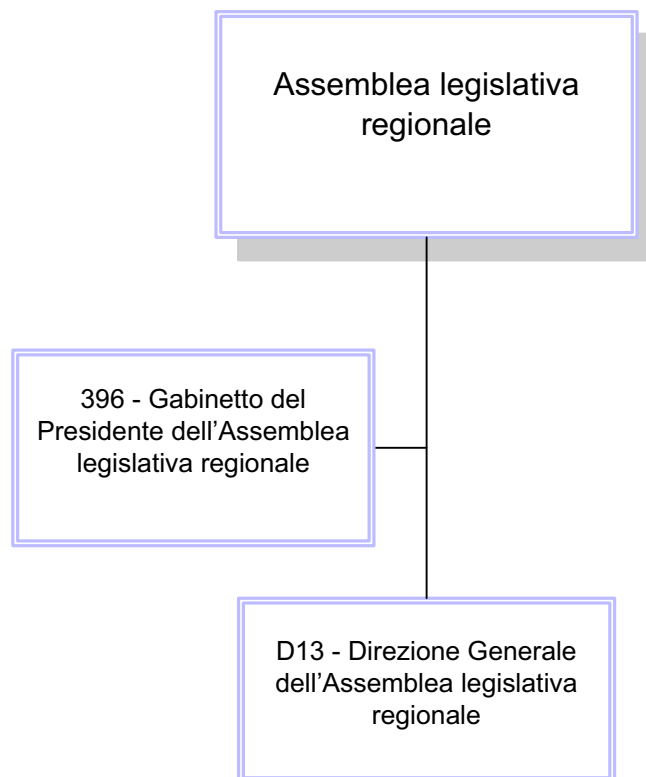 Assemblea legislativa
regionale
396 - Gabinetto del
Presidente dell’Assemblea
legislativa regionale
D13 - Direzione Generale
dell’Assemblea legislativa
regionale